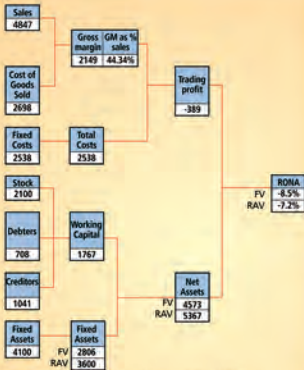 Sales
4847
Gross margin
GM as % sales
2149
44.34%
Cost of Goods Sold
2698
Trading profit
-389
Fixed Costs
2538
Total Costs
2538
Stock
2100
RONA
FV -8.5%
RAV -7.2%
Debters
708
Working Capital
1767
Creditors
1041
Net Assets
FV 4573
RAV 5367
Fixed Assets
4100
Fixed Assets
FV 2806
RAV 3600